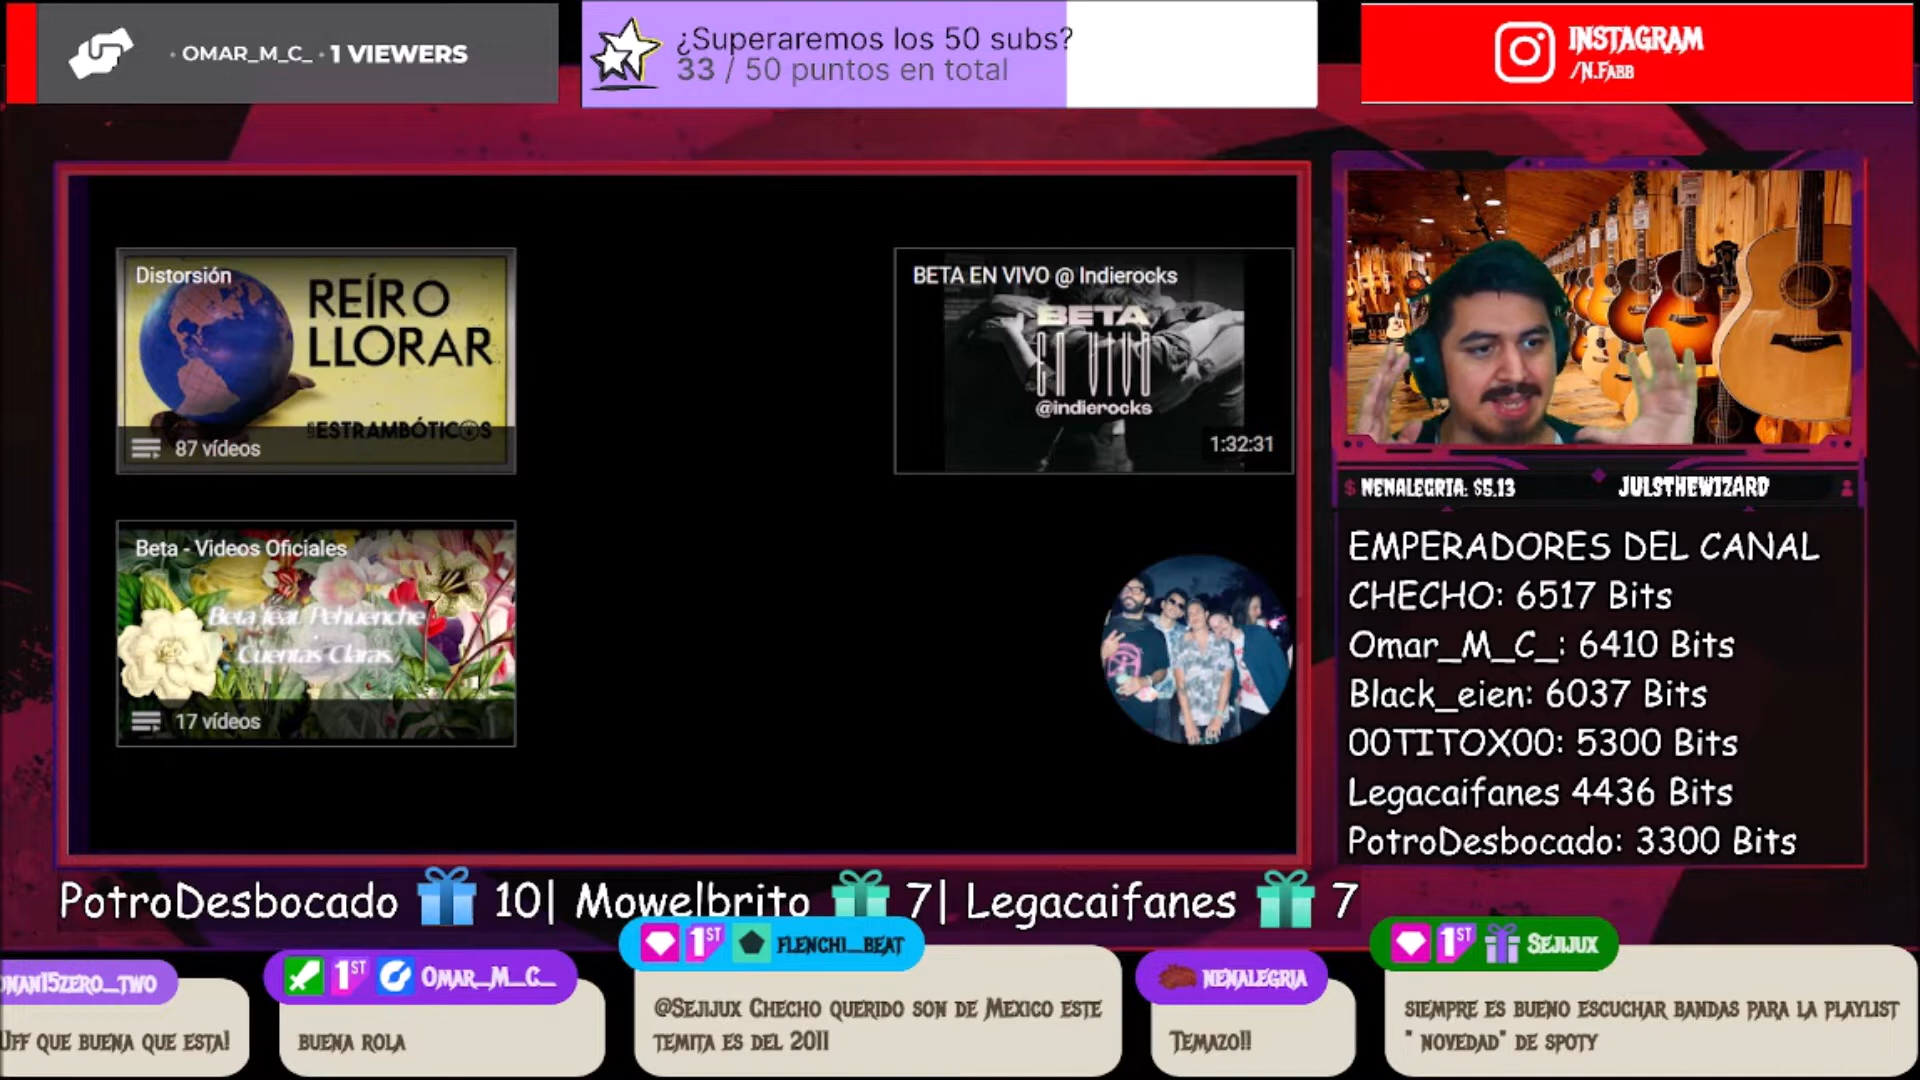 · OMAR_M_C_ · 1 VIEWERS
¿Superaremos los 50 subs?
33 / 50 puntos en total
INSTAGRAM
/N.FABB
Distorsión
REÍR O
LLORAR
ESTRAMBÓTICOS
87 vídeos
BETA EN VIVO @ Indierocks
BETA
EN VIVO
@indierocks
1:32:31
Beta - Videos Oficiales
Beta feat. Pehuenche
Cuentas Claras.
17 vídeos
$ NENALEGRIA: $5.13
JULSTHEWIZARD
EMPERADORES DEL CANAL
CHECHO: 6517 Bits
Omar_M_C_: 6410 Bits
Black_eien: 6037 Bits
00TITOX00: 5300 Bits
Legacaifanes 4436 Bits
PotroDesbocado: 3300 Bits
PotroDesbocado 10| Mowelbrito 7| Legacaifanes 7
NAN15ZERO_TWO
UFF QUE BUENA QUE ESTA!
1ST OMAR_M_C_
BUENA ROLA
1ST FLENCHI_BEAT
@SEJIJUX CHECHO QUERIDO SON DE MEXICO ESTE
TEMITA ES DEL 2011
NENALEGRIA
TEMAZO!!
1ST SEJIJUX
SIEMPRE ES BUENO ESCUCHAR BANDAS PARA LA PLAYLIST
" NOVEDAD" DE SPOTY